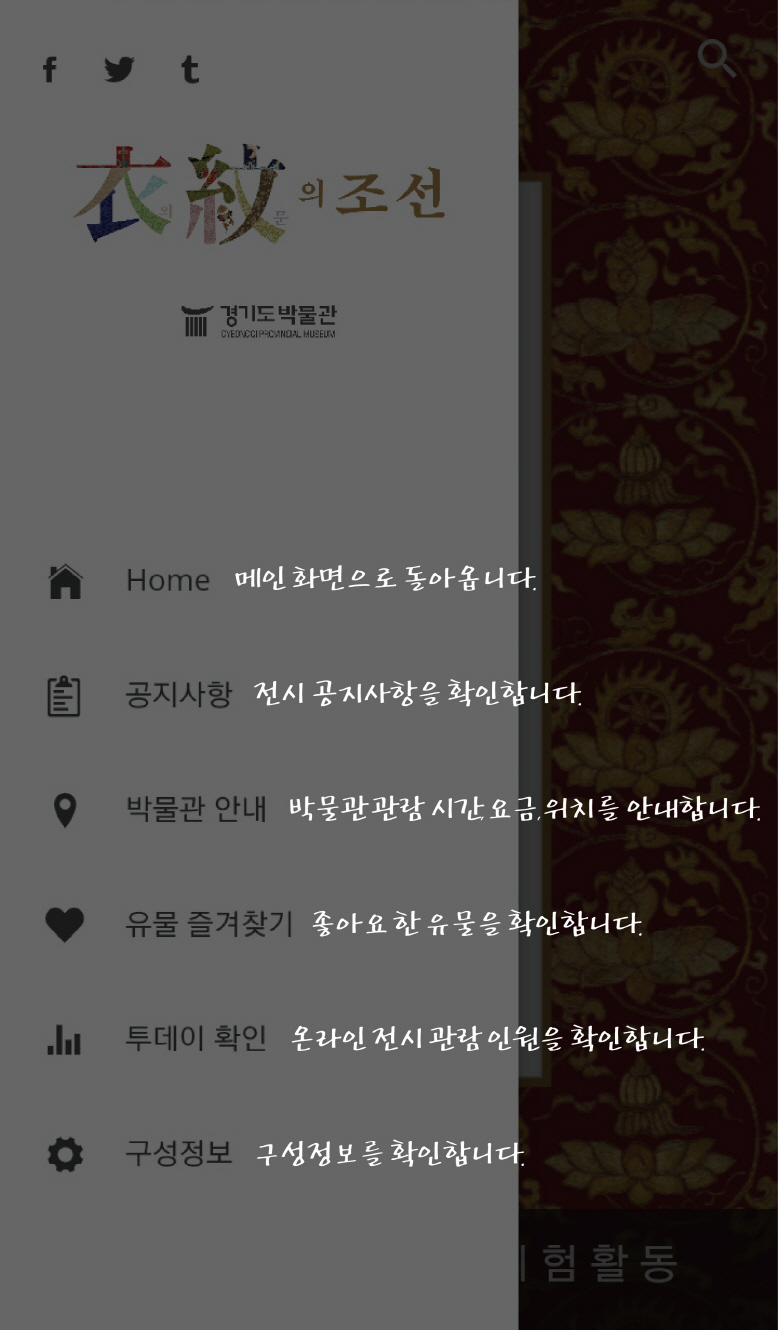 f t
衣의 紋문 의 조선
경기도박물관
GYEONGGI PROVINCIAL MUSEUM
Home 메인 화면으로 돌아옵니다.
공지사항 전시 공지사항을 확인합니다.
박물관 안내 박물관 관람 시간, 요금, 위치를 안내합니다.
유물 즐겨찾기 좋아요 한 유물을 확인합니다.
투데이 확인 온라인 전시 관람 인원을 확인합니다.
구성정보 구성정보를 확인합니다.
험활동